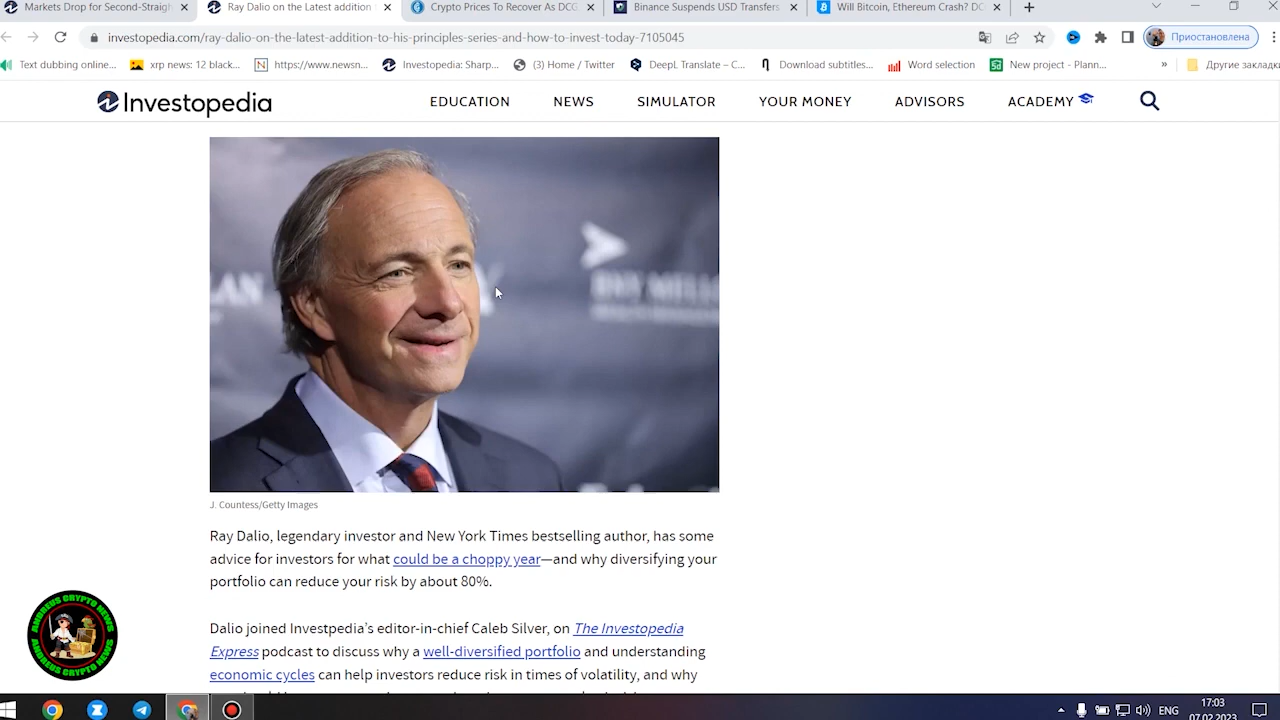 Markets Drop for Second-Straigh
Ray Dalio on the Latest addition
Crypto Prices To Recover As DCG
Binance Suspends USD Transfers
Will Bitcoin, Ethereum Crash? DC
investopedia.com/ray-dalio-on-the-latest-addition-to-his-principles-series-and-how-to-invest-today-7105045
Приостановлена
Text dubbing online...
xrp news: 12 black...
https://www.newsn...
Investopedia: Sharp...
(3) Home / Twitter
DeepL Translate – C...
Download subtitles...
Word selection
New project - Plann...
»
Другие закладки
Investopedia
EDUCATION
NEWS
SIMULATOR
YOUR MONEY
ADVISORS
ACADEMY
J. Countess/Getty Images
Ray Dalio, legendary investor and New York Times bestselling author, has some
advice for investors for what could be a choppy year—and why diversifying your
portfolio can reduce your risk by about 80%.
Dalio joined Investpedia’s editor-in-chief Caleb Silver, on The Investopedia
Express podcast to discuss why a well-diversified portfolio and understanding
economic cycles can help investors reduce risk in times of volatility, and why
ANDREUS CRYPTO NEWS
ANDREUS CRYPTO NEWS
17:03
ENG
07.02.2023